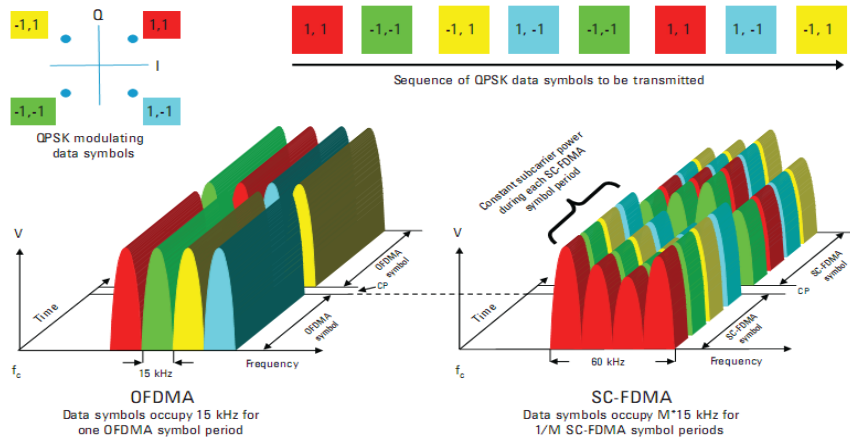 -1,1
Q
1,1
I
-1,-1
1,-1
QPSK modulating
data symbols
1, 1
-1,-1
-1, 1
1, -1
-1,-1
1, 1
1, -1
-1, 1
Sequence of QPSK data symbols to be transmitted
V
Time
OFDMA
symbol
CP
OFDMA
symbol
15 kHz
Frequency
fc
OFDMA
Data symbols occupy 15 kHz for
one OFDMA symbol period
Constant subcarrier power
during each SC-FDMA
symbol period
V
Time
SC-FDMA
symbol
CP
SC-FDMA
symbol
60 kHz
Frequency
fc
SC-FDMA
Data symbols occupy M*15 kHz for
1/M SC-FDMA symbol periods